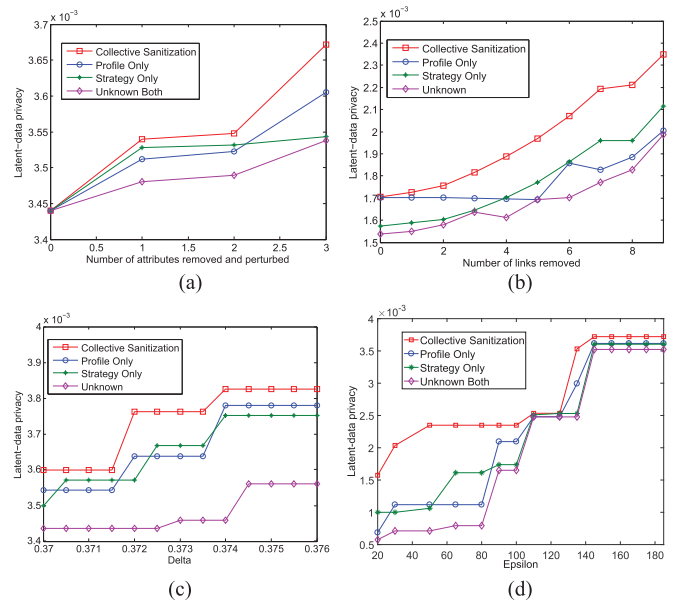 x 10⁻³
3.7
3.65
3.6
3.55
3.5
3.45
3.4
Latent−data privacy
Collective Sanitization
Profile Only
Strategy Only
Unknown Both
0 0.5 1 1.5 2 2.5 3
Number of attributes removed and perturbed
(a)
x 10⁻³
2.5
2.4
2.3
2.2
2.1
2
1.9
1.8
1.7
1.6
1.5
Latent−data privacy
Collective Sanitization
Profile Only
Strategy Only
Unknown
0 2 4 6 8
Number of links removed
(b)
x 10⁻³
4
3.9
3.8
3.7
3.6
3.5
3.4
Latent−data privacy
Collective Sanitization
Profile Only
Strategy Only
Unknown
0.37 0.371 0.372 0.373 0.374 0.375 0.376
Delta
(c)
x 10⁻³
4
3.5
3
2.5
2
1.5
1
0.5
Latent-data privacy
Collective Sanitization
Profile Only
Strategy Only
Unknown Both
20 40 60 80 100 120 140 160 180
Epsilon
(d)